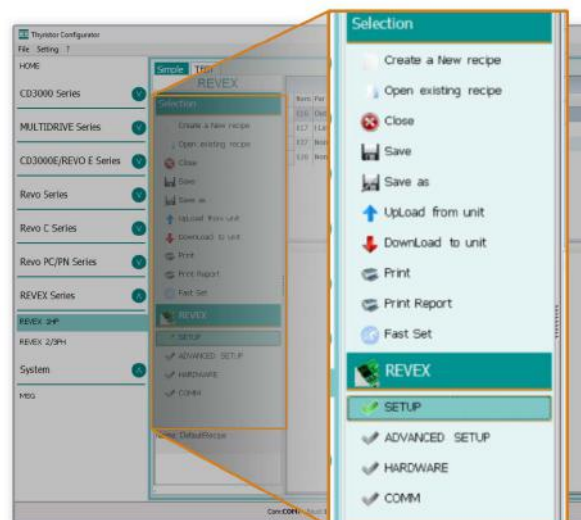 Thyristor Configurator
File Setting ?
HOME
CD3000 Series
MULTIDRIVE Series
CD3000E/REVO E Series
Revo Series
Revo C Series
Revo PC/PN Series
REVEX Series
REVEX 1HP
REVEX 2/3PH
System
Simple
REVEX
Selection
Create a New recipe
Open existing recipe
Close
Save
Save as
UpLoad from unit
DownLoad to unit
Print
Print Report
Fast Set
REVEX
SETUP
ADVANCED SETUP
HARDWARE
COMM
Name: DefaultRecipe
Selection
Create a New recipe
Open existing recipe
Close
Save
Save as
UpLoad from unit
DownLoad to unit
Print
Print Report
Fast Set
REVEX
SETUP
ADVANCED SETUP
HARDWARE
COMM